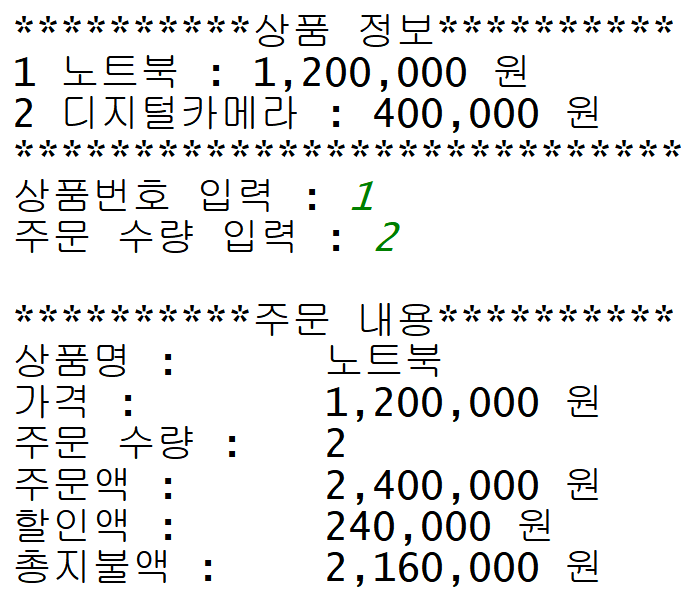 **********상품 정보**********
1 노트북 : 1,200,000 원
2 디지털카메라 : 400,000 원
****************************
상품번호 입력 : 1
주문 수량 입력 : 2
**********주문 내용**********
상품명 : 노트북
가격 : 1,200,000 원
주문 수량 : 2
주문액 : 2,400,000 원
할인액 : 240,000 원
총지불액 : 2,160,000 원